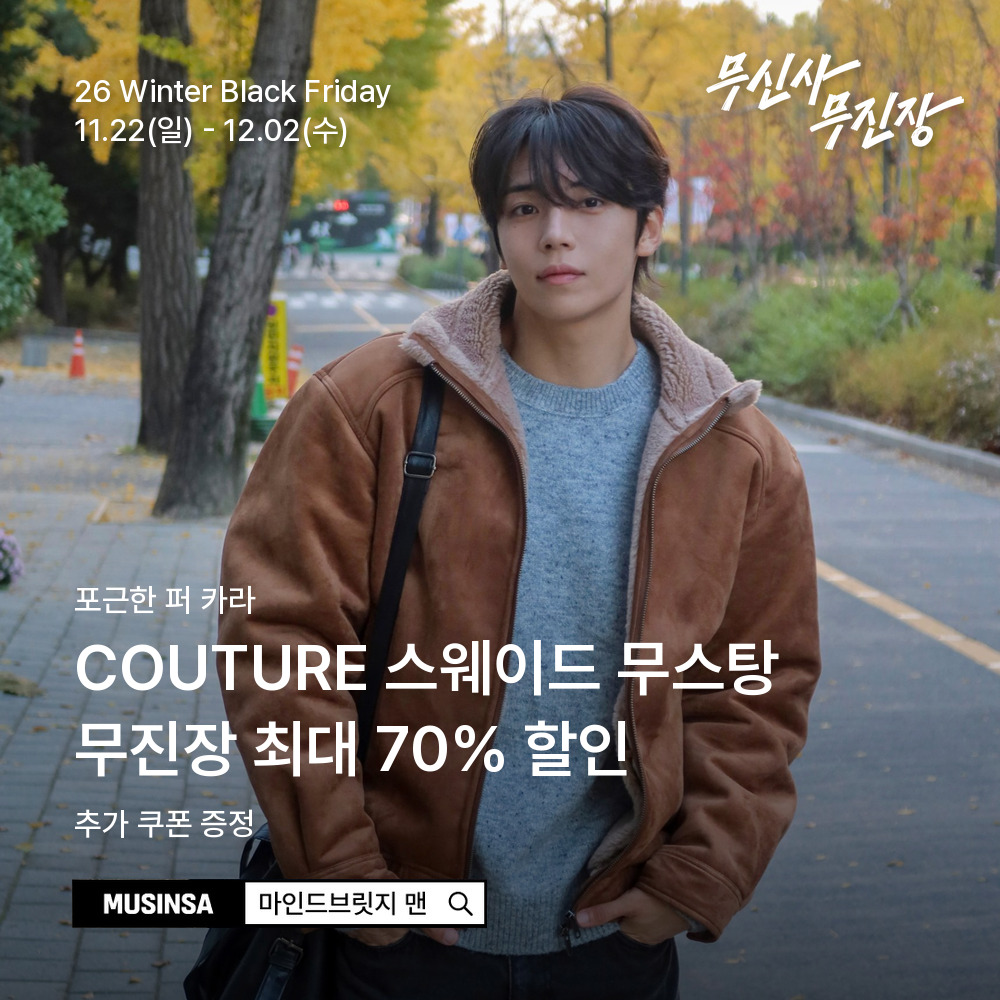 26 Winter Black Friday
11.22(일) - 12.02(수)
무신사
무진장
포근한 퍼 카라
COUTURE 스웨이드 무스탕
무진장 최대 70% 할인
추가 쿠폰 증정
MUSINSA 마인드브릿지 맨